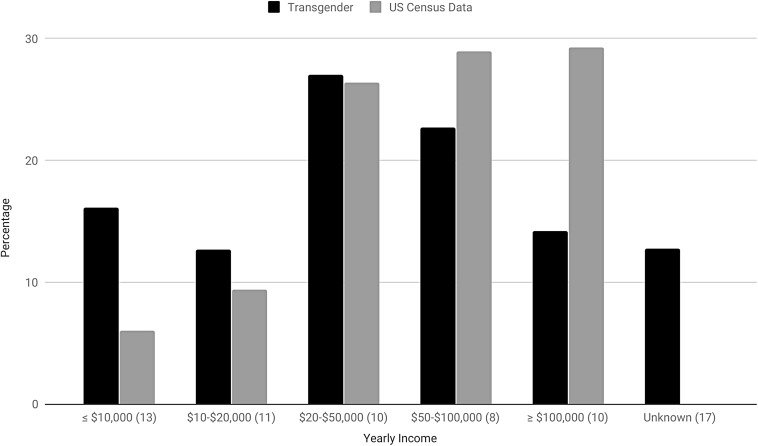 Transgender US Census Data
30
20
10
0
Percentage
≤ $10,000 (13) $10-$20,000 (11) $20-$50,000 (10) $50-$100,000 (8) ≥ $100,000 (10) Unknown (17)
Yearly Income